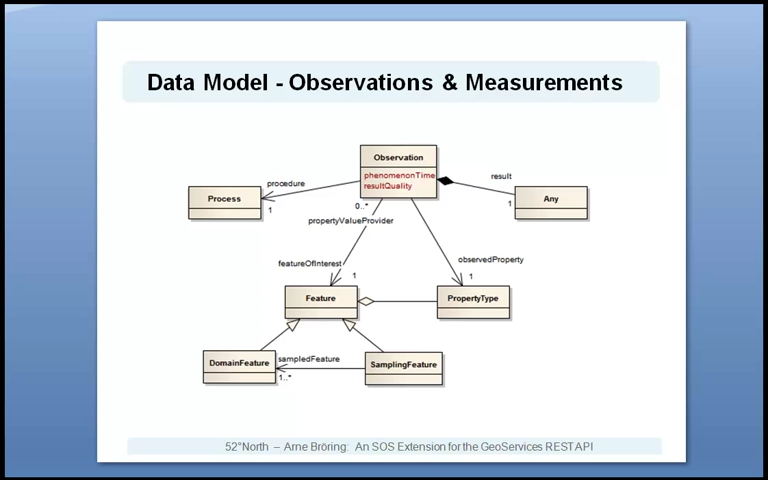 Data Model - Observations & Measurements
Observation
phenomenonTime
resultQuality
procedure
result
Process
1
0..*
1
Any
propertyValueProvider
featureOfInterest
observedProperty
1
1
Feature
PropertyType
DomainFeature
sampledFeature
SamplingFeature
1..*
52°North – Arne Bröring: An SOS Extension for the GeoServices REST API